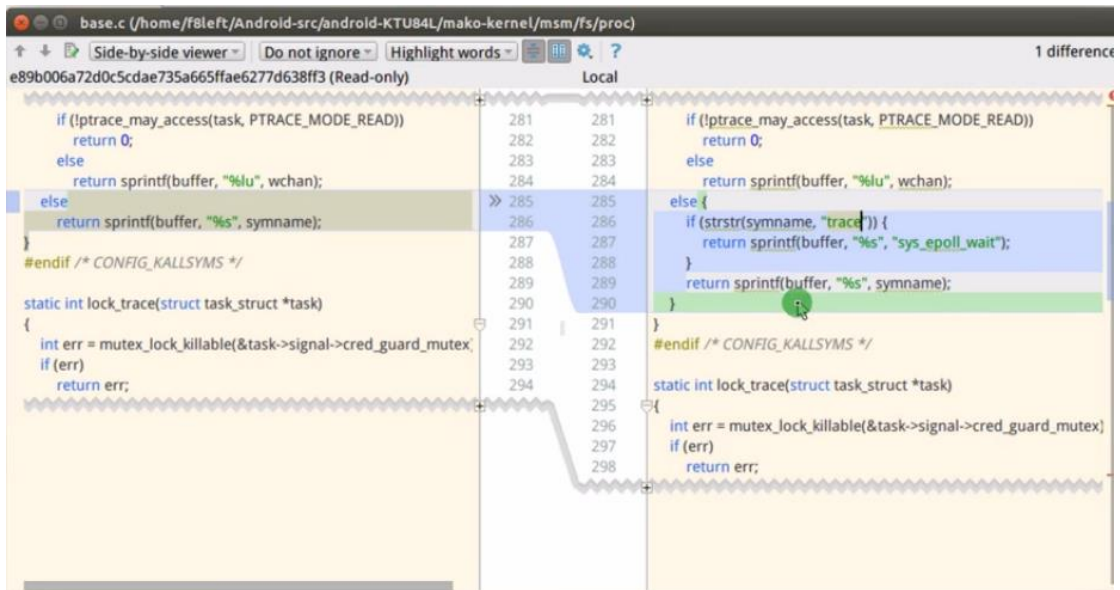 base.c (/home/f8left/Android-src/android-KTU84L/mako-kernel/msm/fs/proc)
Side-by-side viewer Do not ignore Highlight words ? 1 difference
e89b006a72d0c5cdae735a665ffae6277d638ff3 (Read-only) Local
if (!ptrace_may_access(task, PTRACE_MODE_READ))
return 0;
else
return sprintf(buffer, "%lu", wchan);
else
return sprintf(buffer, "%s", symname);
}
#endif /* CONFIG_KALLSYMS */
static int lock_trace(struct task_struct *task)
{
int err = mutex_lock_killable(&task->signal->cred_guard_mutex)
if (err)
return err;
281 281
282 282
283 283
284 284
285 285
286 286
287 287
288 288
289 289
290 290
291 291
292 292
293 293
294 294
295
296
297
298
if (!ptrace_may_access(task, PTRACE_MODE_READ))
return 0;
else
return sprintf(buffer, "%lu", wchan);
else {
if (strstr(symname, "trace")) {
return sprintf(buffer, "%s", "sys_epoll_wait");
}
return sprintf(buffer, "%s", symname);
}
}
#endif /* CONFIG_KALLSYMS */
static int lock_trace(struct task_struct *task)
{
int err = mutex_lock_killable(&task->signal->cred_guard_mutex)
if (err)
return err;